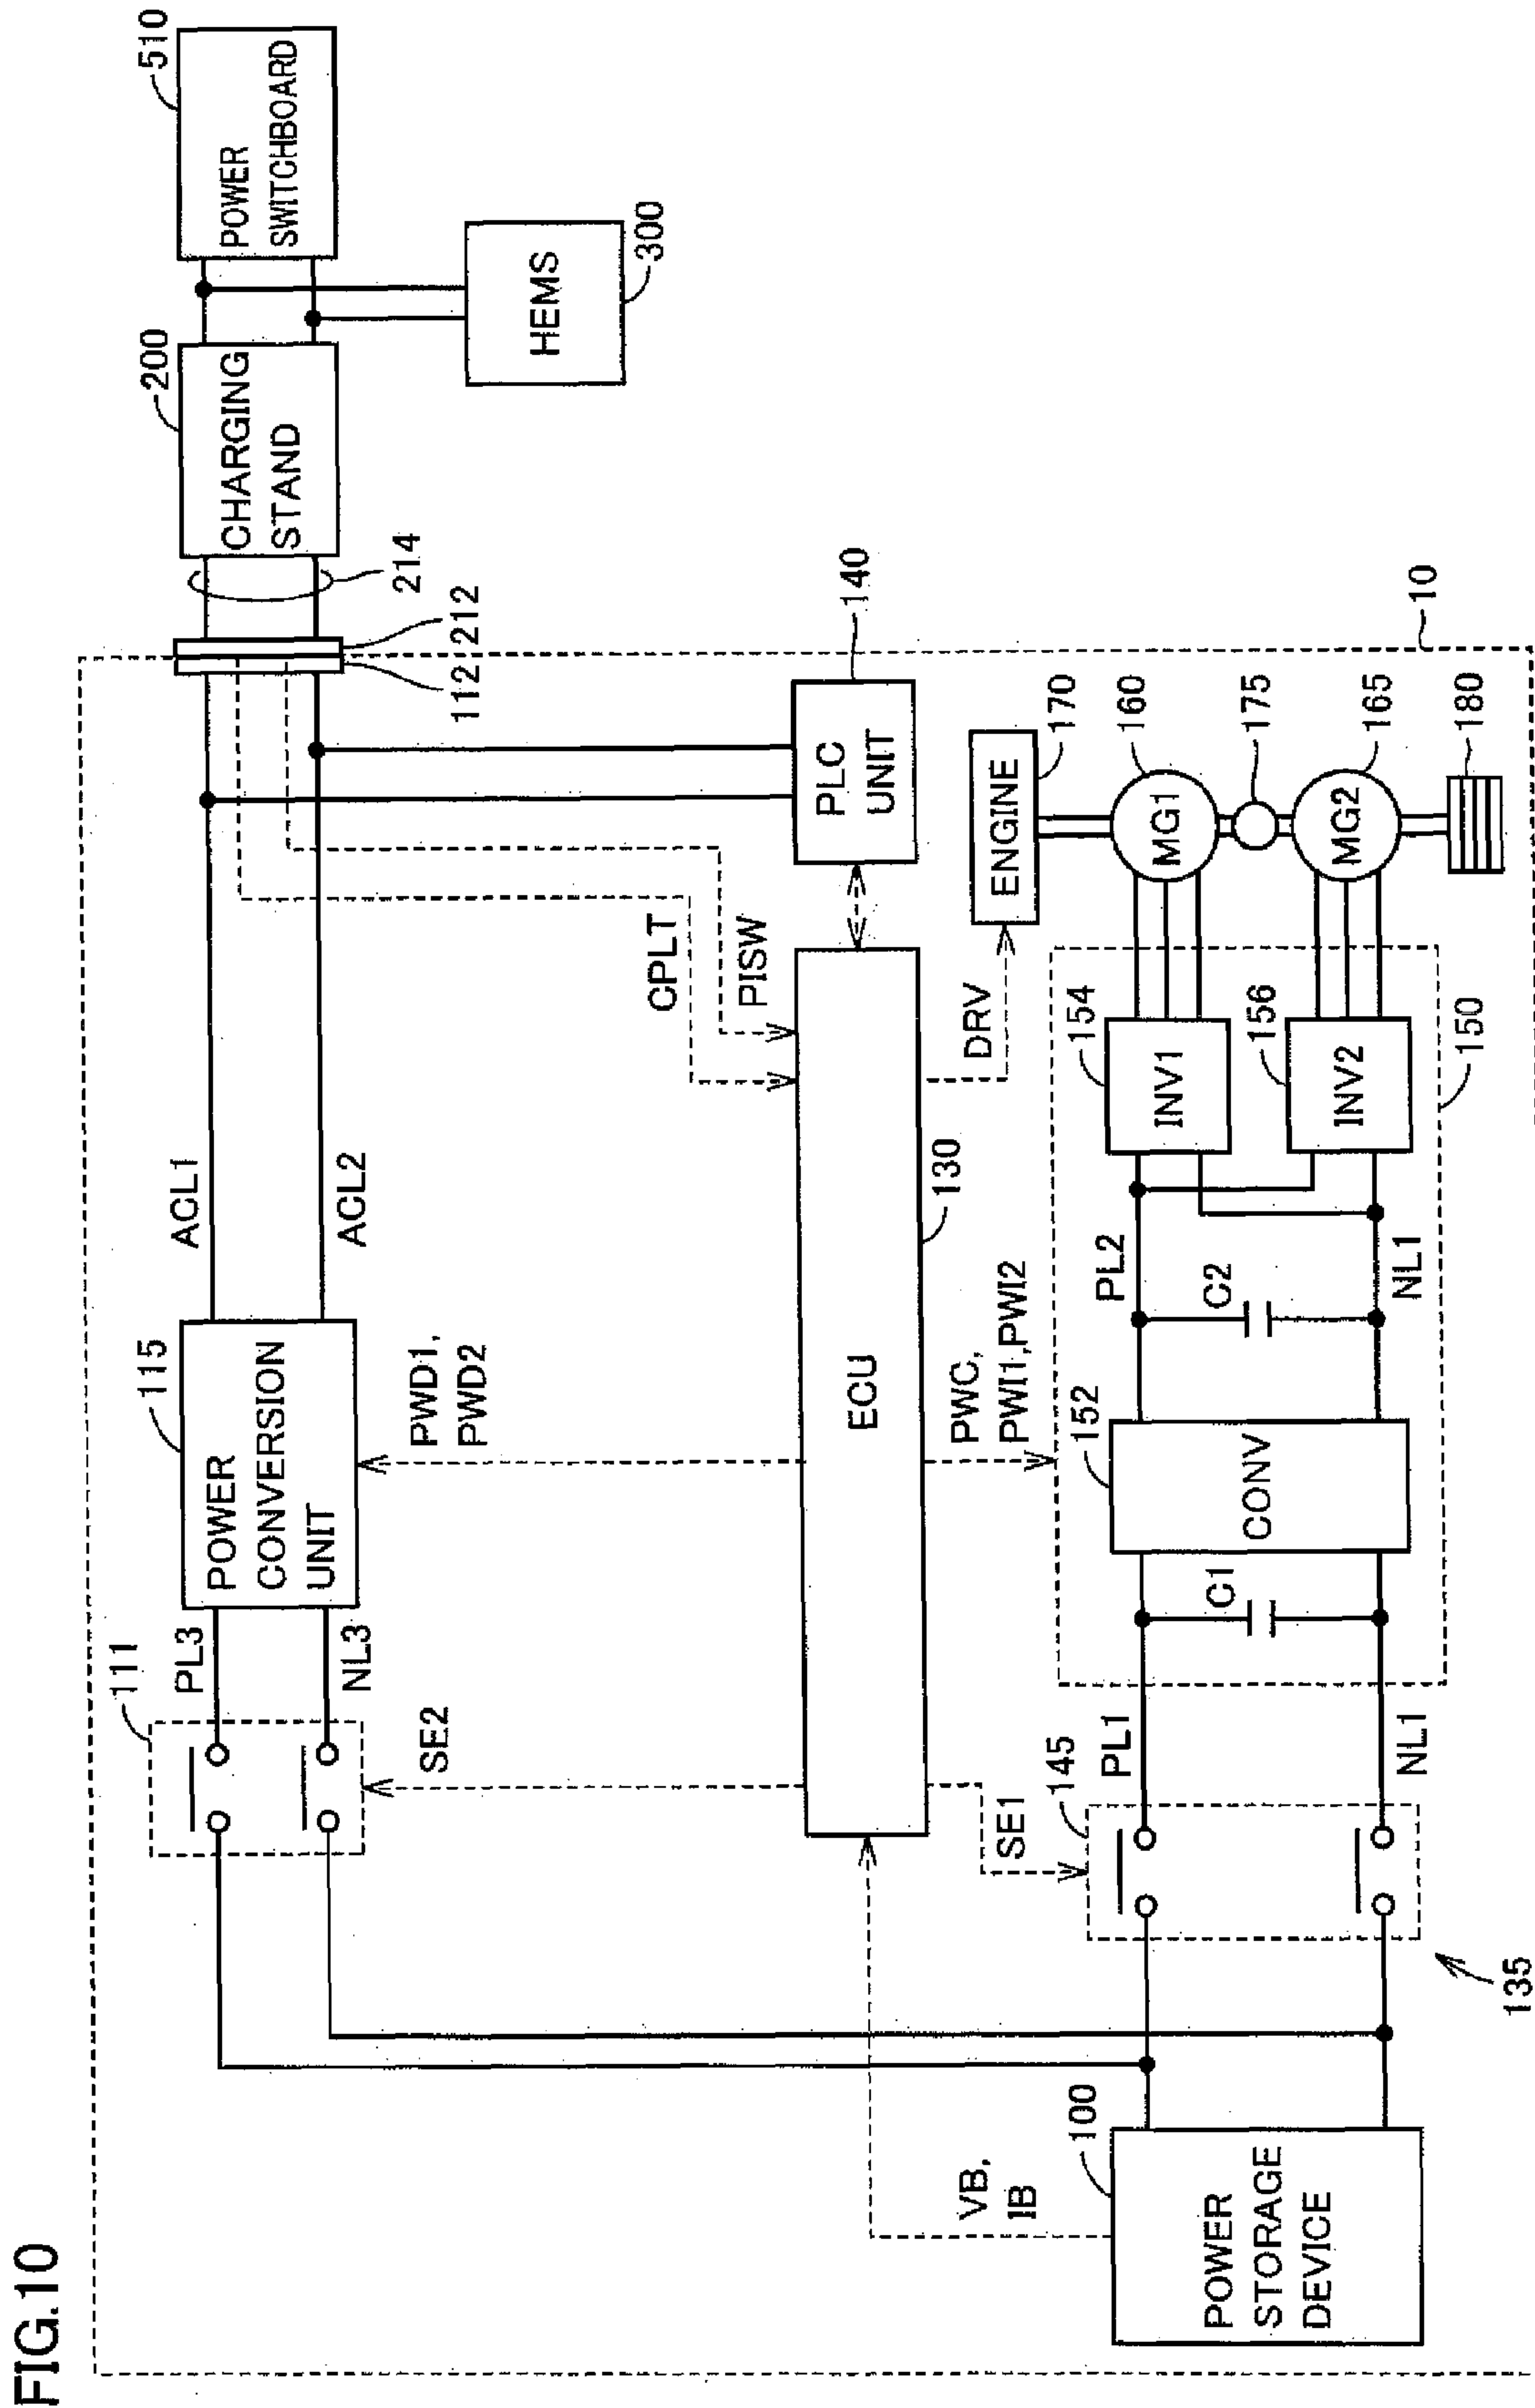 FIG.10
111
PL3
NL3
115
POWER
CONVERSION
UNIT
ACL1
ACL2
112
212
214
200
CHARGING
STAND
510
POWER
SWITCHBOARD
HEMS
300
SE2
PWD1,
PWD2
CPLT
PISW
PLC
UNIT
140
ECU
130
VB,
IB
SE1
PWC,
PWI1,PWI2
DRV
ENGINE
170
10
100
POWER
STORAGE
DEVICE
145
PL1
NL1
135
C1
152
CONV
PL2
C2
NL1
154
INV1
156
INV2
150
MG1
160
175
MG2
165
180